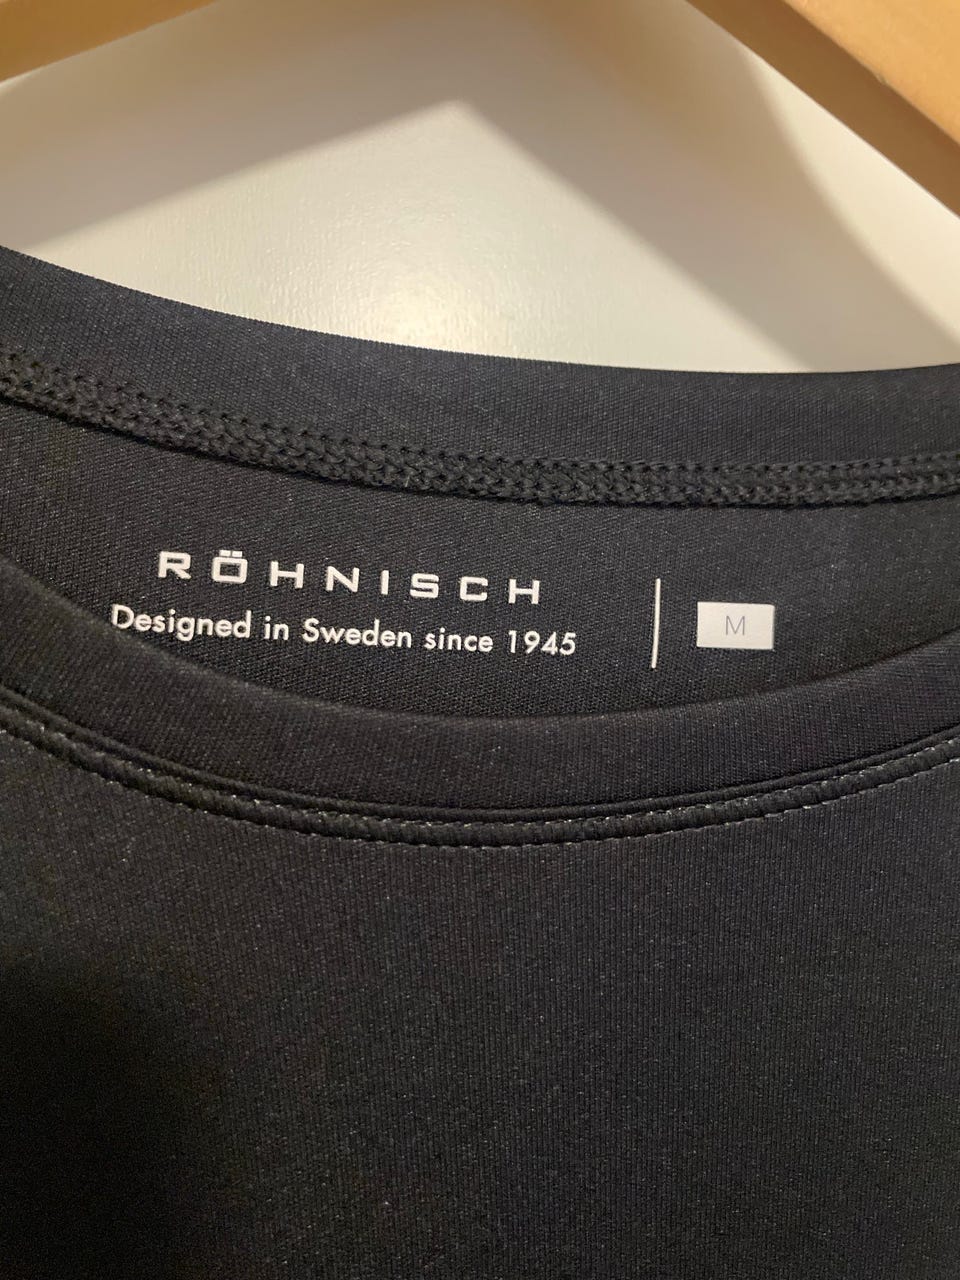 RÖHNISCH
Designed in Sweden since 1945
M